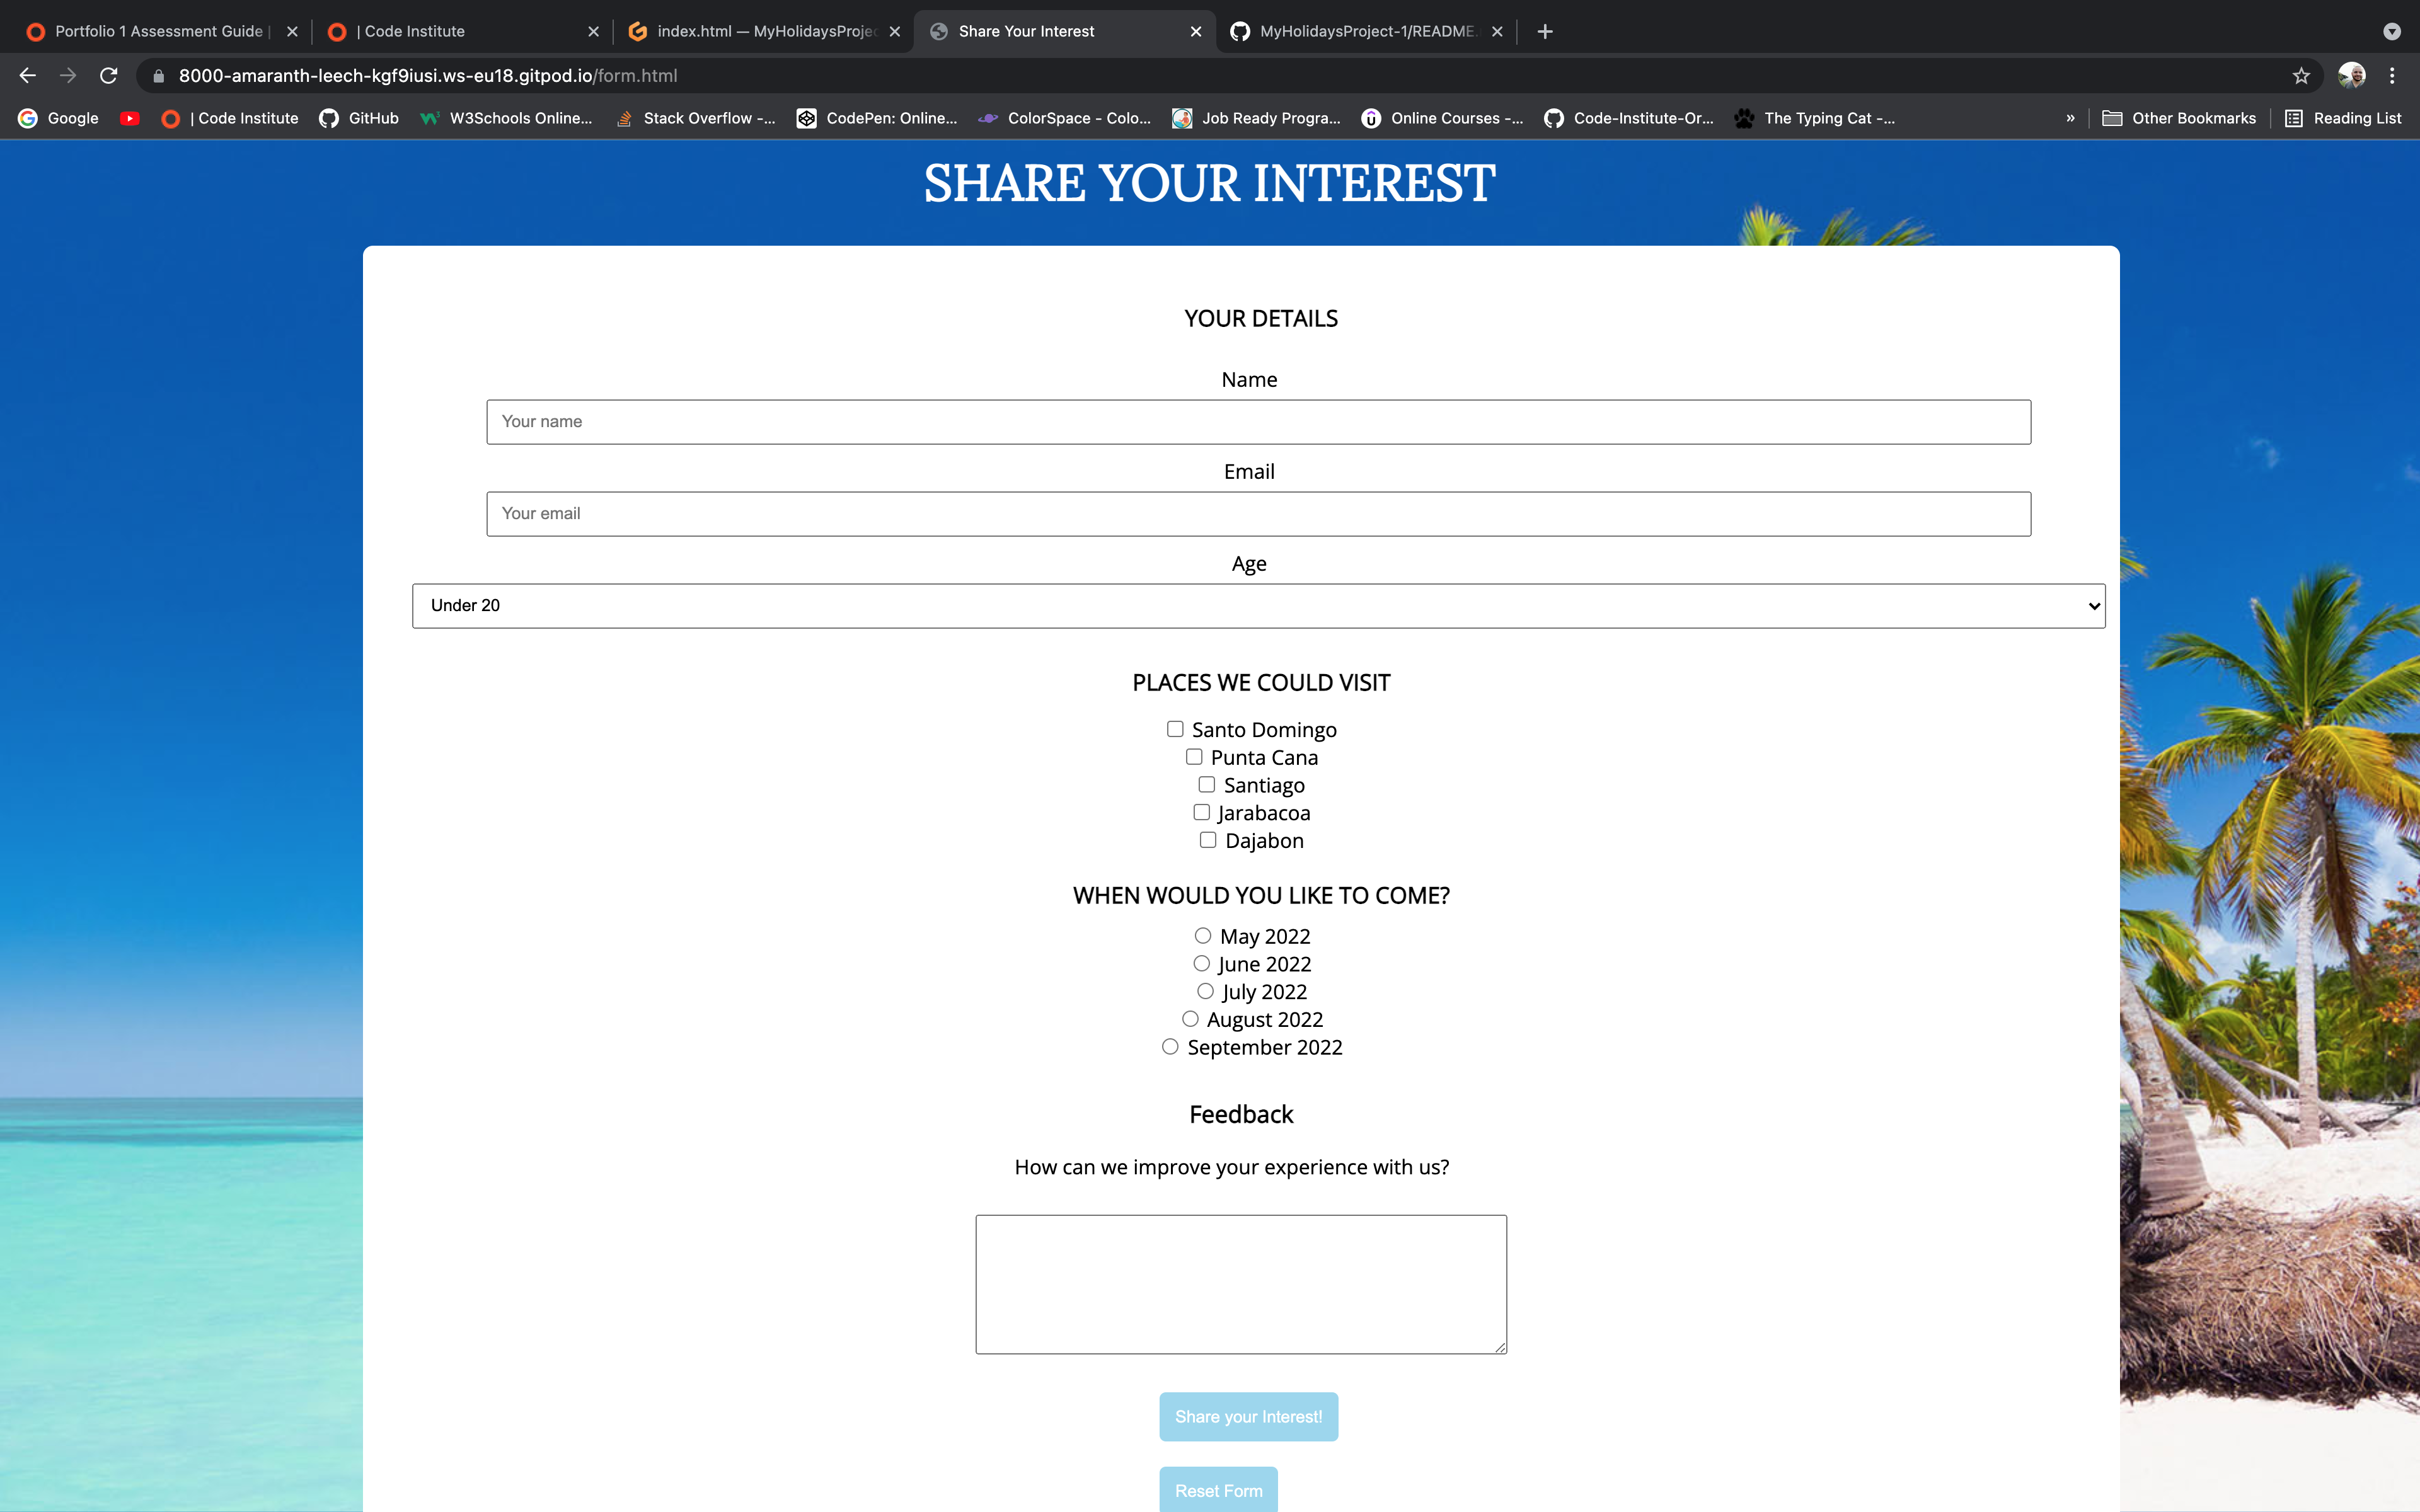 Portfolio 1 Assessment Guide | | Code Institute index.html — MyHolidaysProje Share Your Interest MyHolidaysProject-1/README.
8000-amaranth-leech-kgf9iusi.ws-eu18.gitpod.io/form.html
Google | Code Institute GitHub W3Schools Online... Stack Overflow -... CodePen: Online... ColorSpace - Colo... Job Ready Progra... Online Courses -... Code-Institute-Or... The Typing Cat -... » Other Bookmarks Reading List
SHARE YOUR INTEREST
YOUR DETAILS
Name
Your name
Email
Your email
Age
Under 20
PLACES WE COULD VISIT
Santo Domingo
Punta Cana
Santiago
Jarabacoa
Dajabon
WHEN WOULD YOU LIKE TO COME?
May 2022
June 2022
July 2022
August 2022
September 2022
Feedback
How can we improve your experience with us?
Share your Interest!
Reset Form